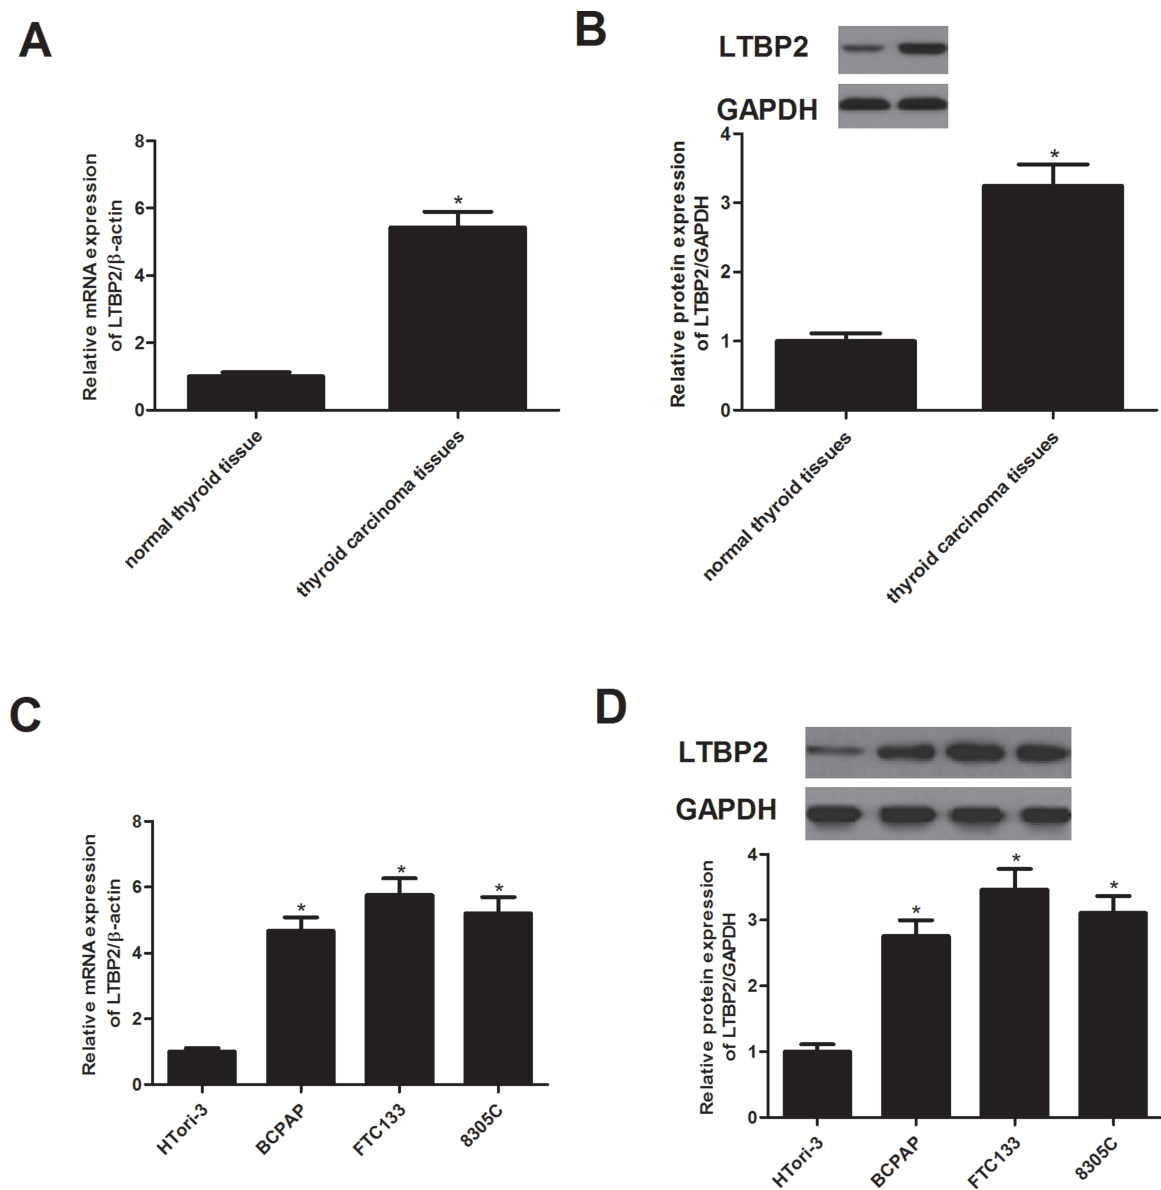 A
Relative mRNA expression
of LTBP2/β-actin
8
6
4
2
0
*
normal thyroid tissue
thyroid carcinoma tissues
B
LTBP2
GAPDH
Relative protein expression
of LTBP2/GAPDH
4
3
2
1
0
*
normal thyroid tissues
thyroid carcinoma tissues
C
Relative mRNA expression
of LTBP2/β-actin
8
6
4
2
0
*
*
*
HTori-3
BCPAP
FTC133
8305C
D
LTBP2
GAPDH
Relative protein expression
of LTBP2/GAPDH
4
3
2
1
0
*
*
*
HTori-3
BCPAP
FTC133
8305C